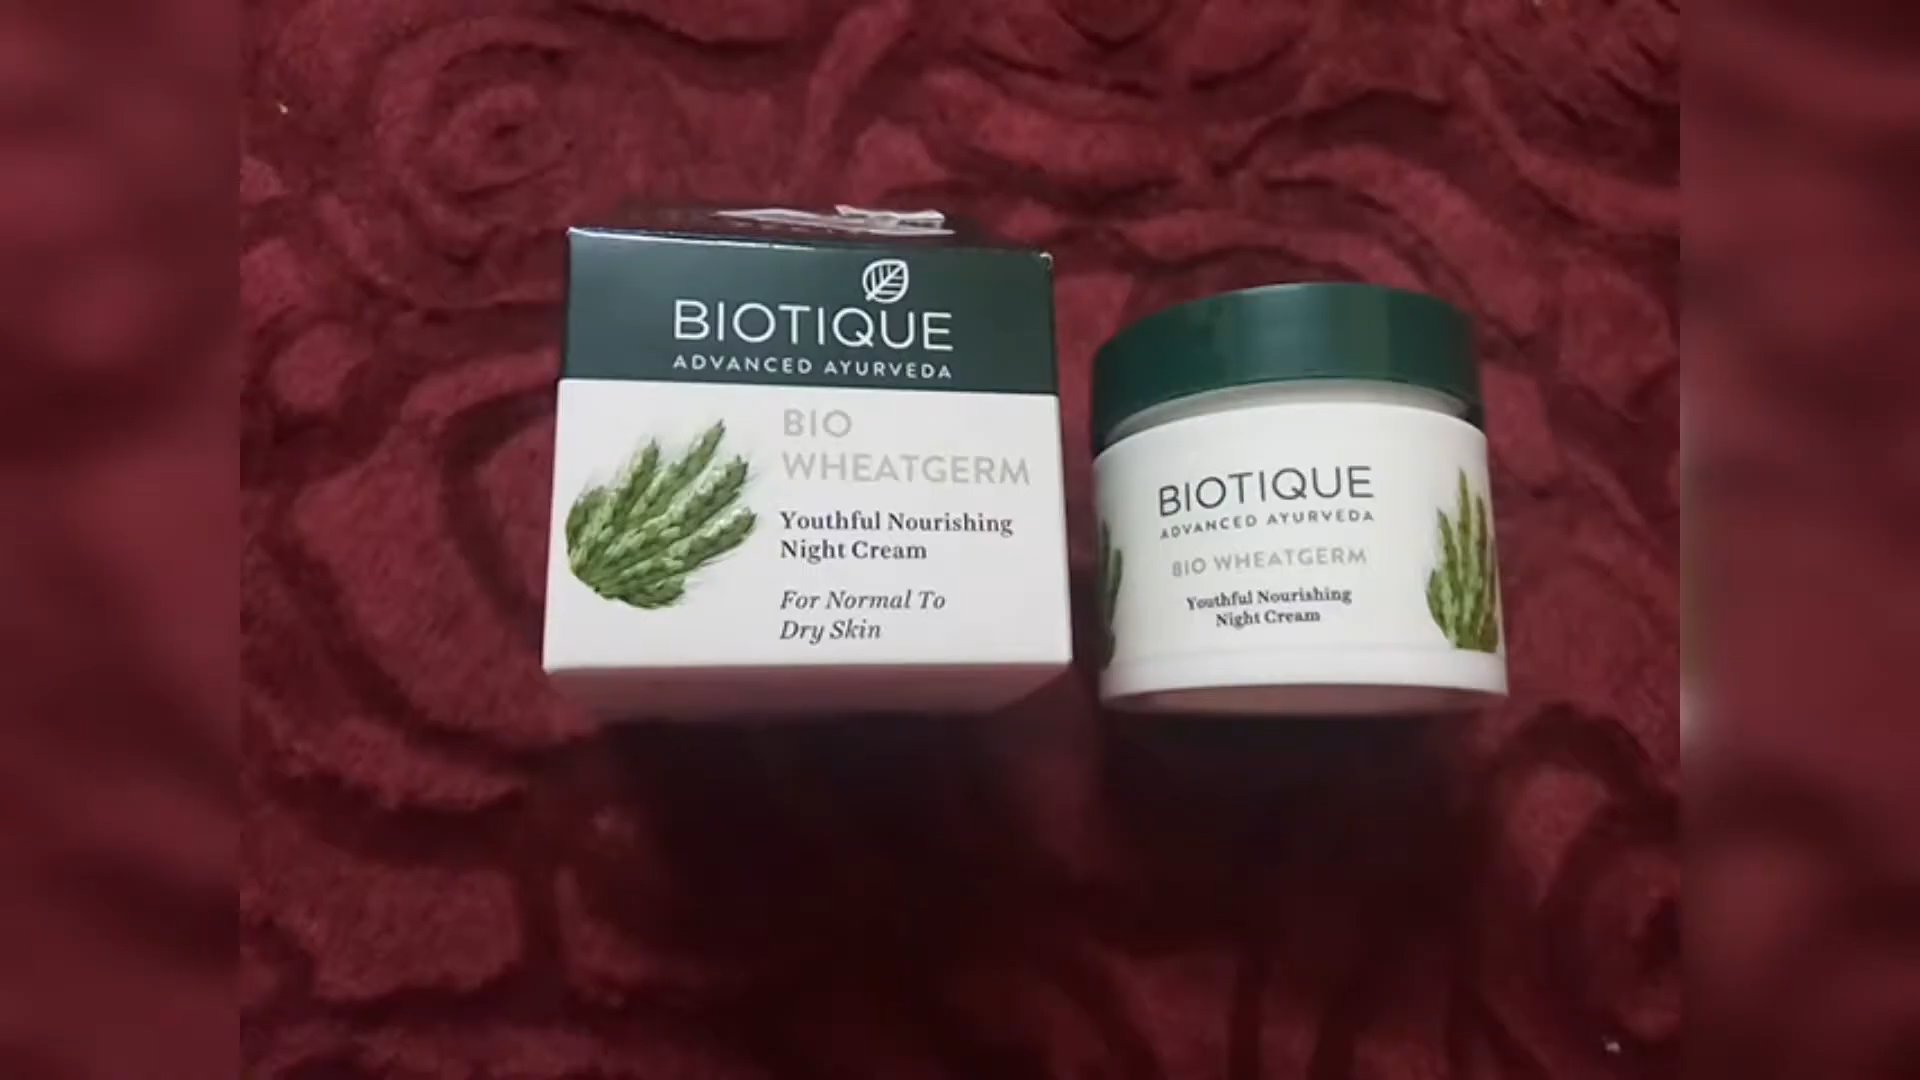 BIOTIQUE
ADVANCED AYURVEDA
BIO
WHEATGERM
Youthful Nourishing
Night Cream
For Normal To
Dry Skin
BIOTIQUE
ADVANCED AYURVEDA
BIO WHEATGERM
Youthful Nourishing
Night Cream